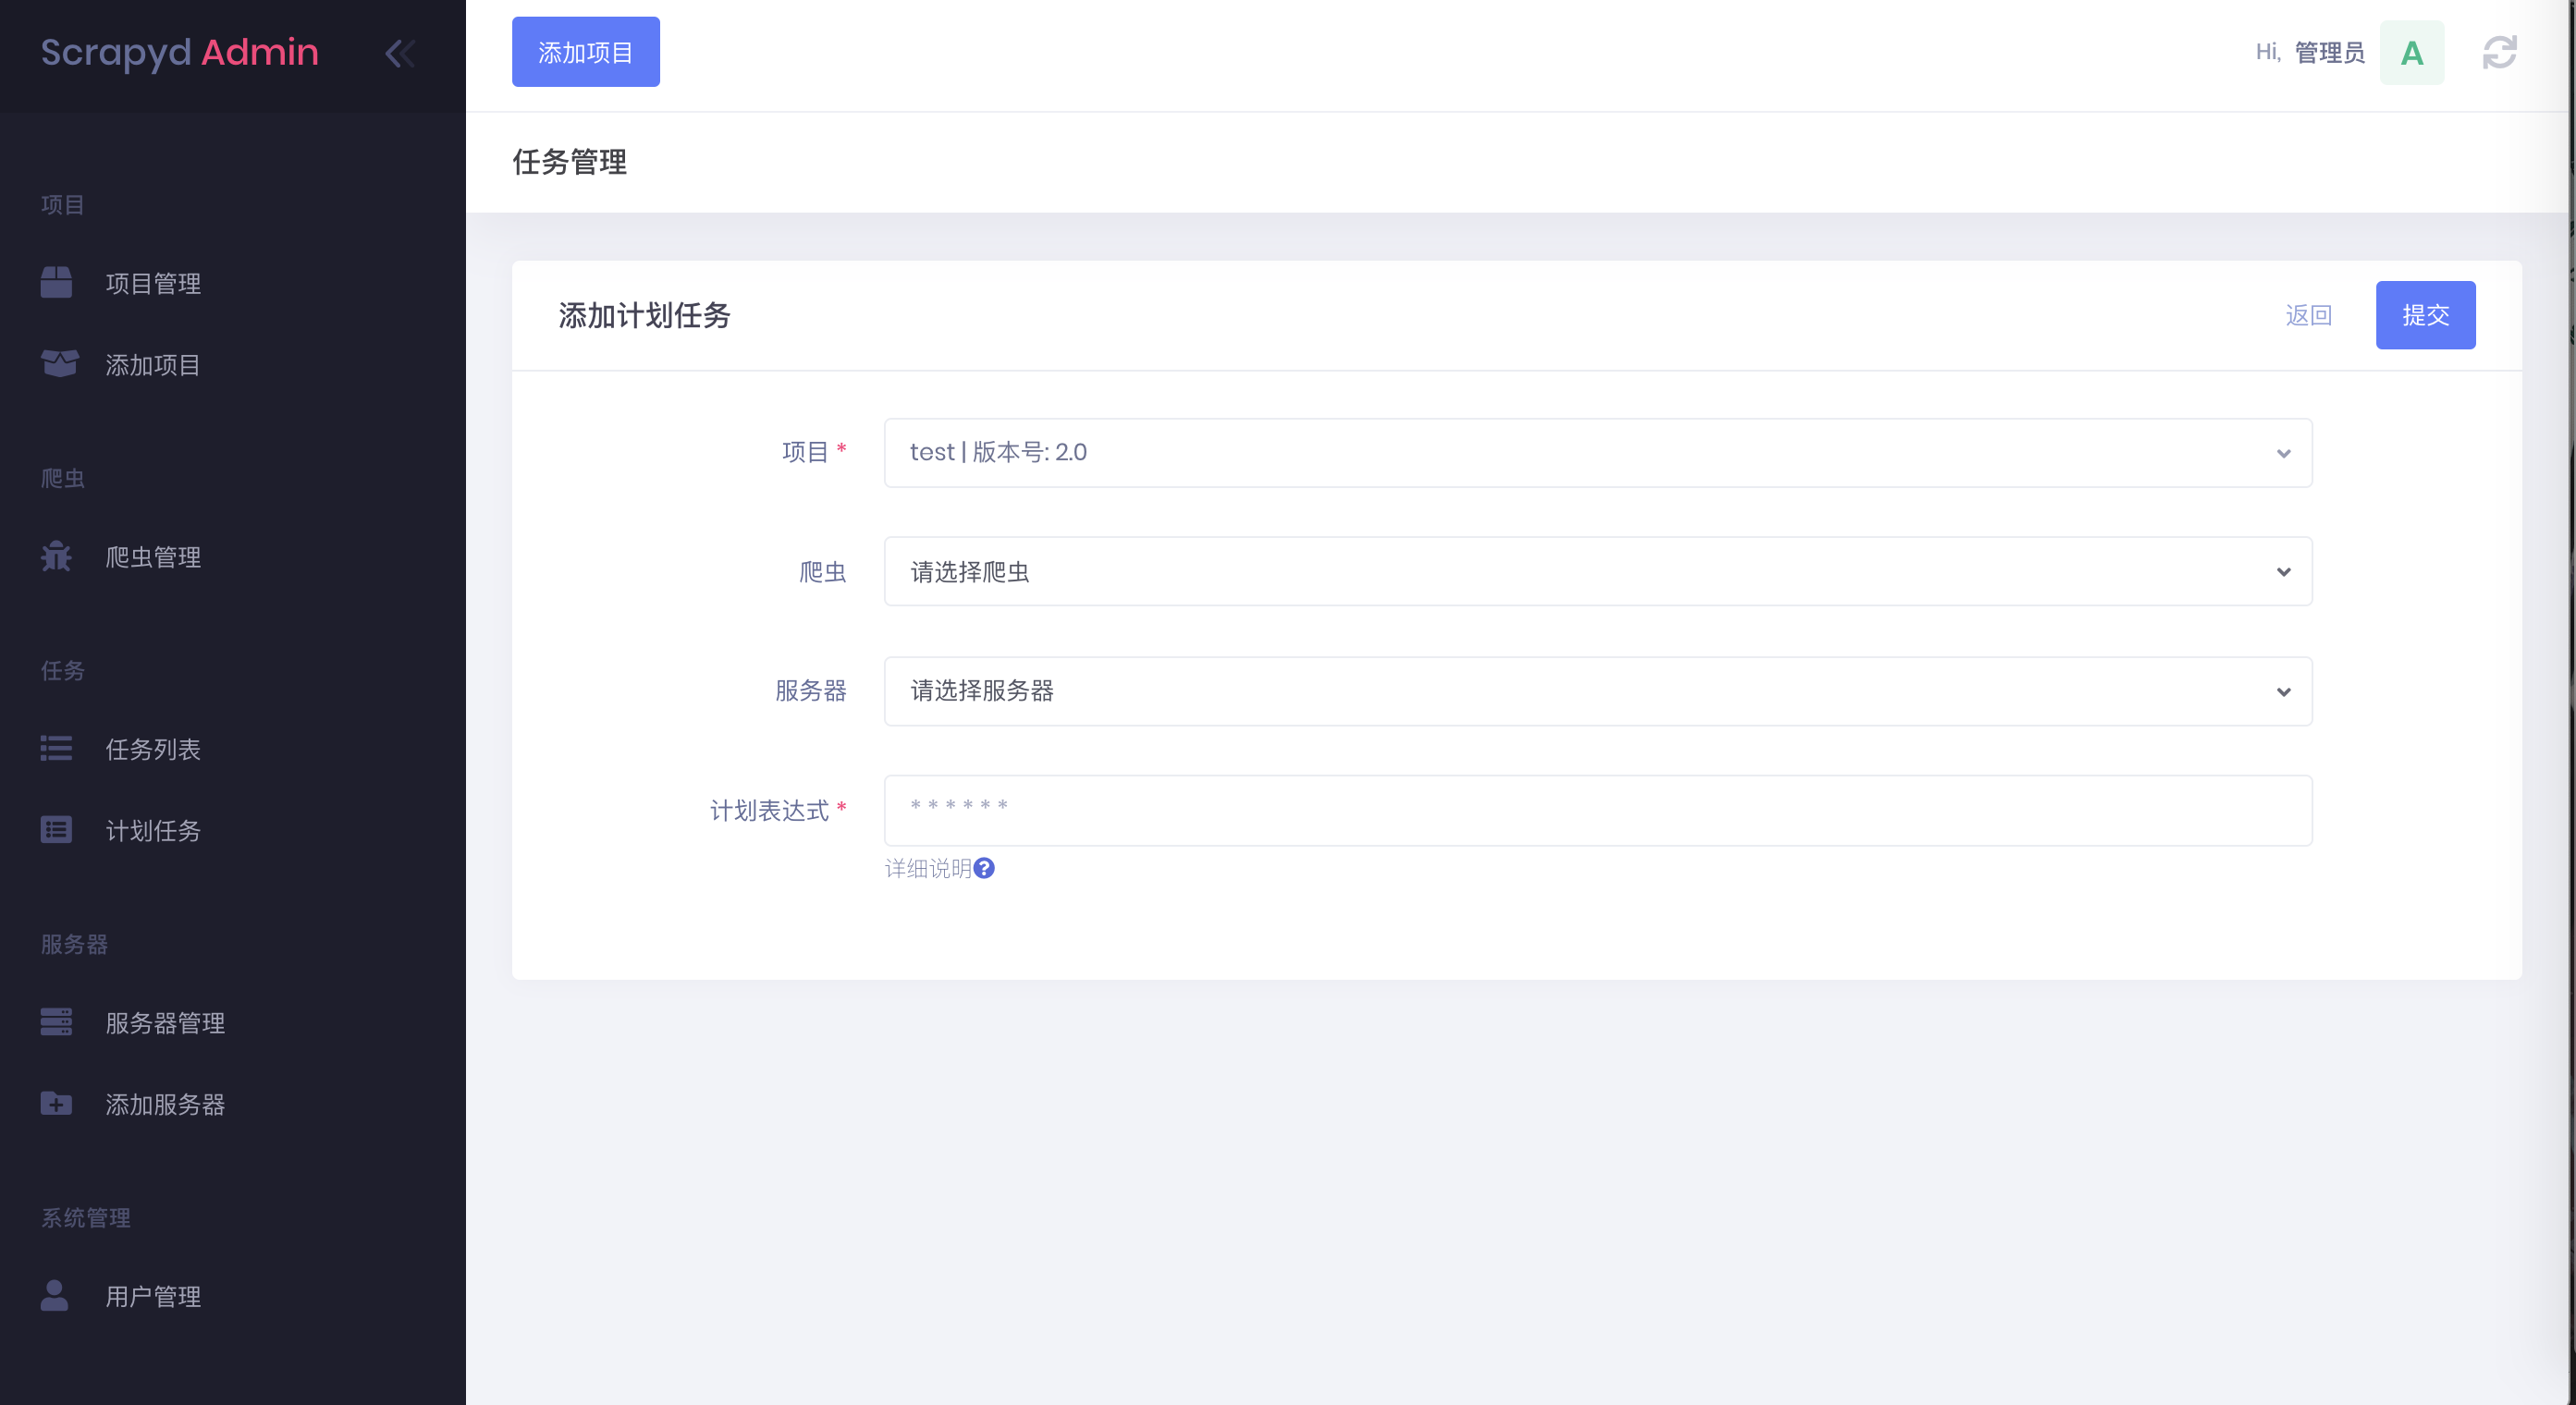 Scrapyd Admin
项目
项目管理
添加项目
爬虫
爬虫管理
任务
任务列表
计划任务
服务器
服务器管理
添加服务器
系统管理
用户管理
添加项目
Hi, 管理员 A
任务管理
添加计划任务
返回 提交
项目 * test | 版本号: 2.0
爬虫 请选择爬虫
服务器 请选择服务器
计划表达式 * * * * * * *
详细说明?